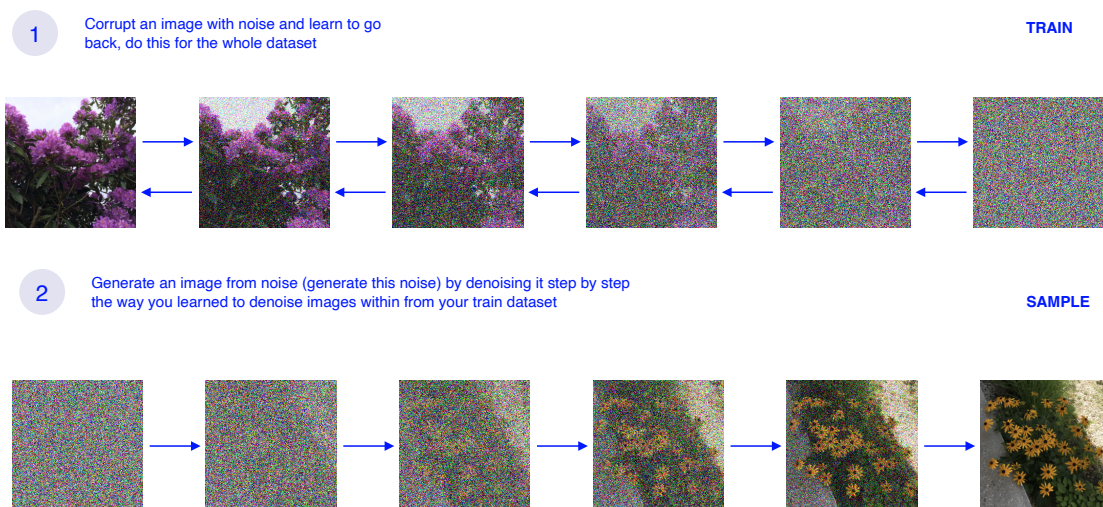 1
Corrupt an image with noise and learn to go
back, do this for the whole dataset
TRAIN
2
Generate an image from noise (generate this noise) by denoising it step by step
the way you learned to denoise images within from your train dataset
SAMPLE